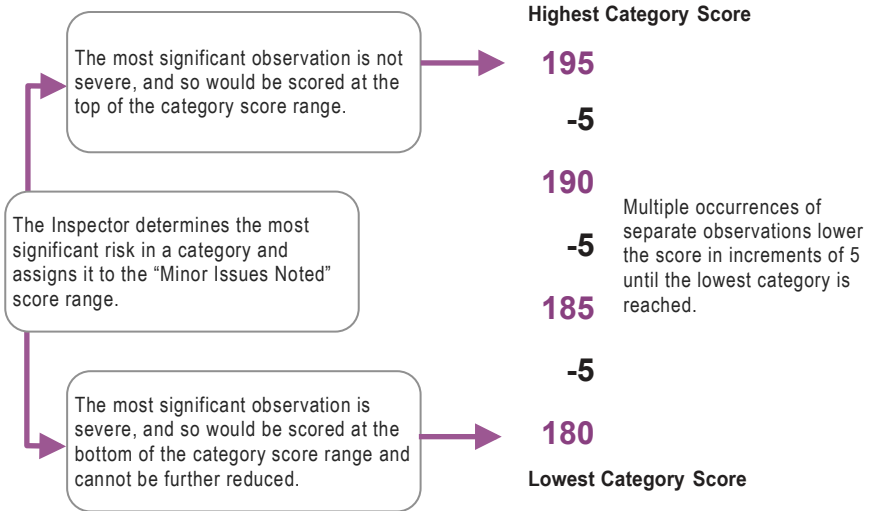 Highest Category Score
The most significant observation is not
severe, and so would be scored at the
top of the category score range.
195
-5
190
The Inspector determines the most
significant risk in a category and
assigns it to the “Minor Issues Noted”
score range.
-5
Multiple occurrences of
separate observations lower
the score in increments of 5
until the lowest category is
reached.
185
-5
The most significant observation is
severe, and so would be scored at the
bottom of the category score range and
cannot be further reduced.
180
Lowest Category Score